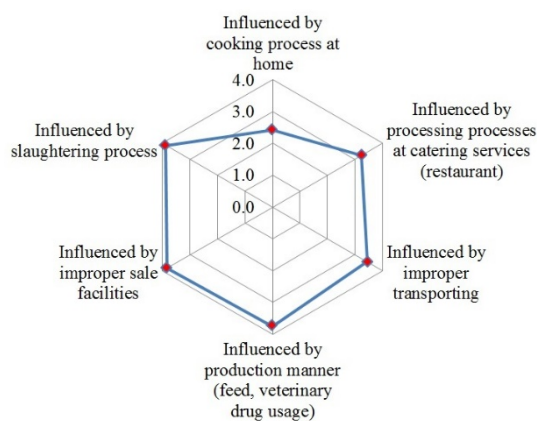 Influenced by
cooking process at
home
4.0
3.0
2.0
1.0
0.0
Influenced by
processing processes
at catering services
(restaurant)
Influenced by
improper
transporting
Influenced by
production manner
(feed, veterinary
drug usage)
Influenced by
improper sale
facilities
Influenced by
slaughtering process